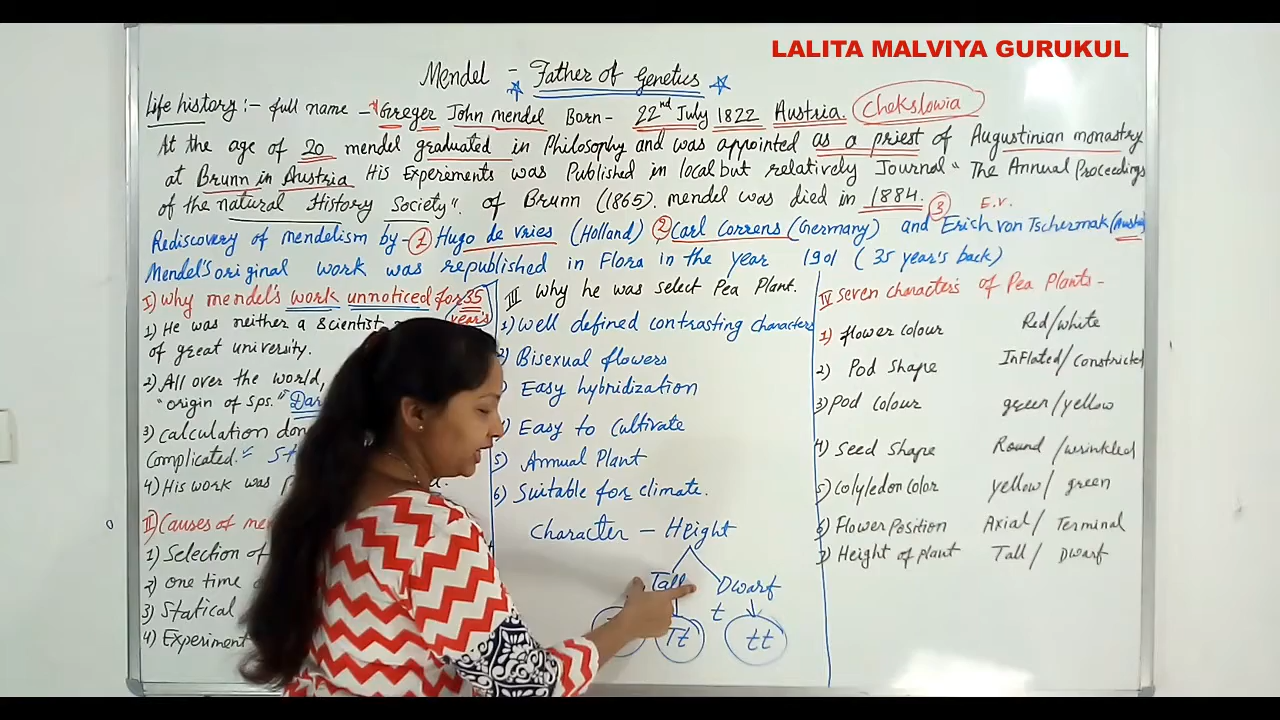 LALITA MALVIYA GURUKUL
Mendel - Father of Genetics
Life history :- full name - Greger John mendel Born- 22nd July 1822 Austria. Chekslowia
At the age of 20 mendel graduated in Philosophy and was appointed as a priest of Augustinian monastry
at Brunn in Austria His Experements was Published in local but relatively Journal "The Annual Proceedings
of the natural History Society". of Brunn (1865). mendel was died in 1884.
3 E.V.
Rediscovery of mendelism by- 1 Hugo de vries (Holland) 2 Carl Correns (Germany) and Erich von Tschermak (Austria
Mendel's original work was republished in Flora in the year 1901 (35 year's back)
I) Why mendel's work unnoticed for 35
years
1) He was neither a scientist
of great university.
2) All over the world,
"origin of sps."
3) calculation
complicated.
4) His work was
II) Causes of
1) Selection of
2) one time
3) Statical
4) Experiment
III Why he was select Pea Plant.
1) Well defined contrasting characters
2) Bisexual flowers
) Easy hybridization
) Easy to cultivate
5) Annual Plant
6) Suitable for climate.
Character - Height
Tall Dwarf
t
Tt tt
IV Seven character's of Pea Plants-
1) flower colour Red/white
2) Pod Shape Inflated/constricted
3) Pod colour green/yellow
4) Seed Shape Round/wrinkled
5) Colyledon color yellow/green
6) Flower Position Axial/Terminal
7) Height of plant Tall/Dwarf